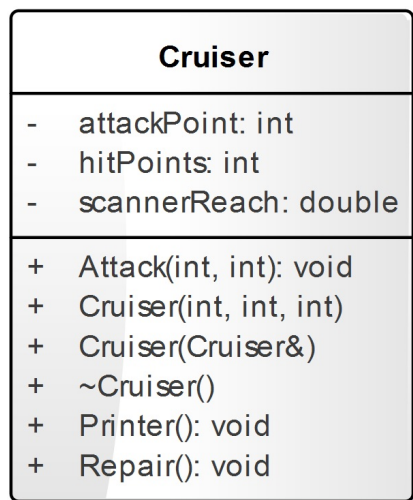 Cruiser
- attackPoint: int
- hitPoints: int
- scannerReach: double
+ Attack(int, int): void
+ Cruiser(int, int, int)
+ Cruiser(Cruiser&)
+ ~Cruiser()
+ Printer(): void
+ Repair(): void